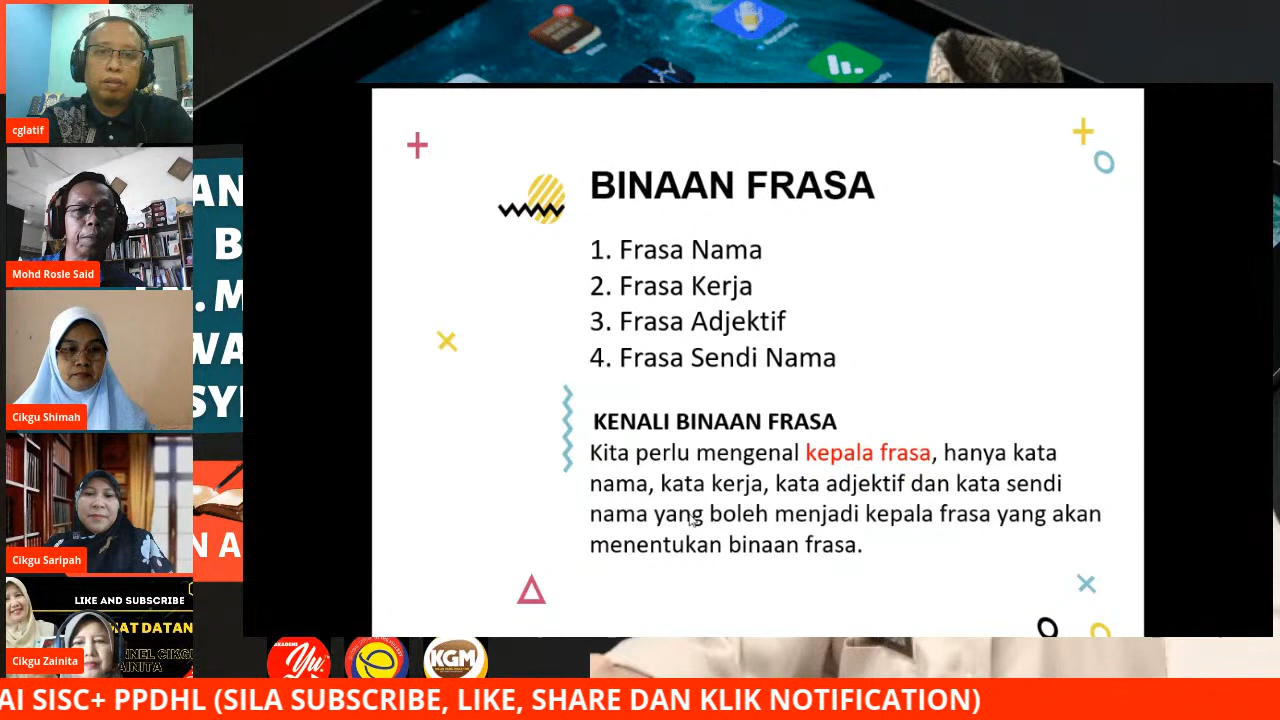 cglatif
Mohd Rosle Said
Cikgu Shimah
Cikgu Saripah
LIKE AND SUBSCRIBE
Cikgu Zainita
BINAAN FRASA
1. Frasa Nama
2. Frasa Kerja
3. Frasa Adjektif
4. Frasa Sendi Nama
KENALI BINAAN FRASA
Kita perlu mengenal kepala frasa, hanya kata
nama, kata kerja, kata adjektif dan kata sendi
nama yang boleh menjadi kepala frasa yang akan
menentukan binaan frasa.
Yu.
KGM
AI SISC+ PPDHL (SILA SUBSCRIBE, LIKE, SHARE DAN KLIK NOTIFICATION)